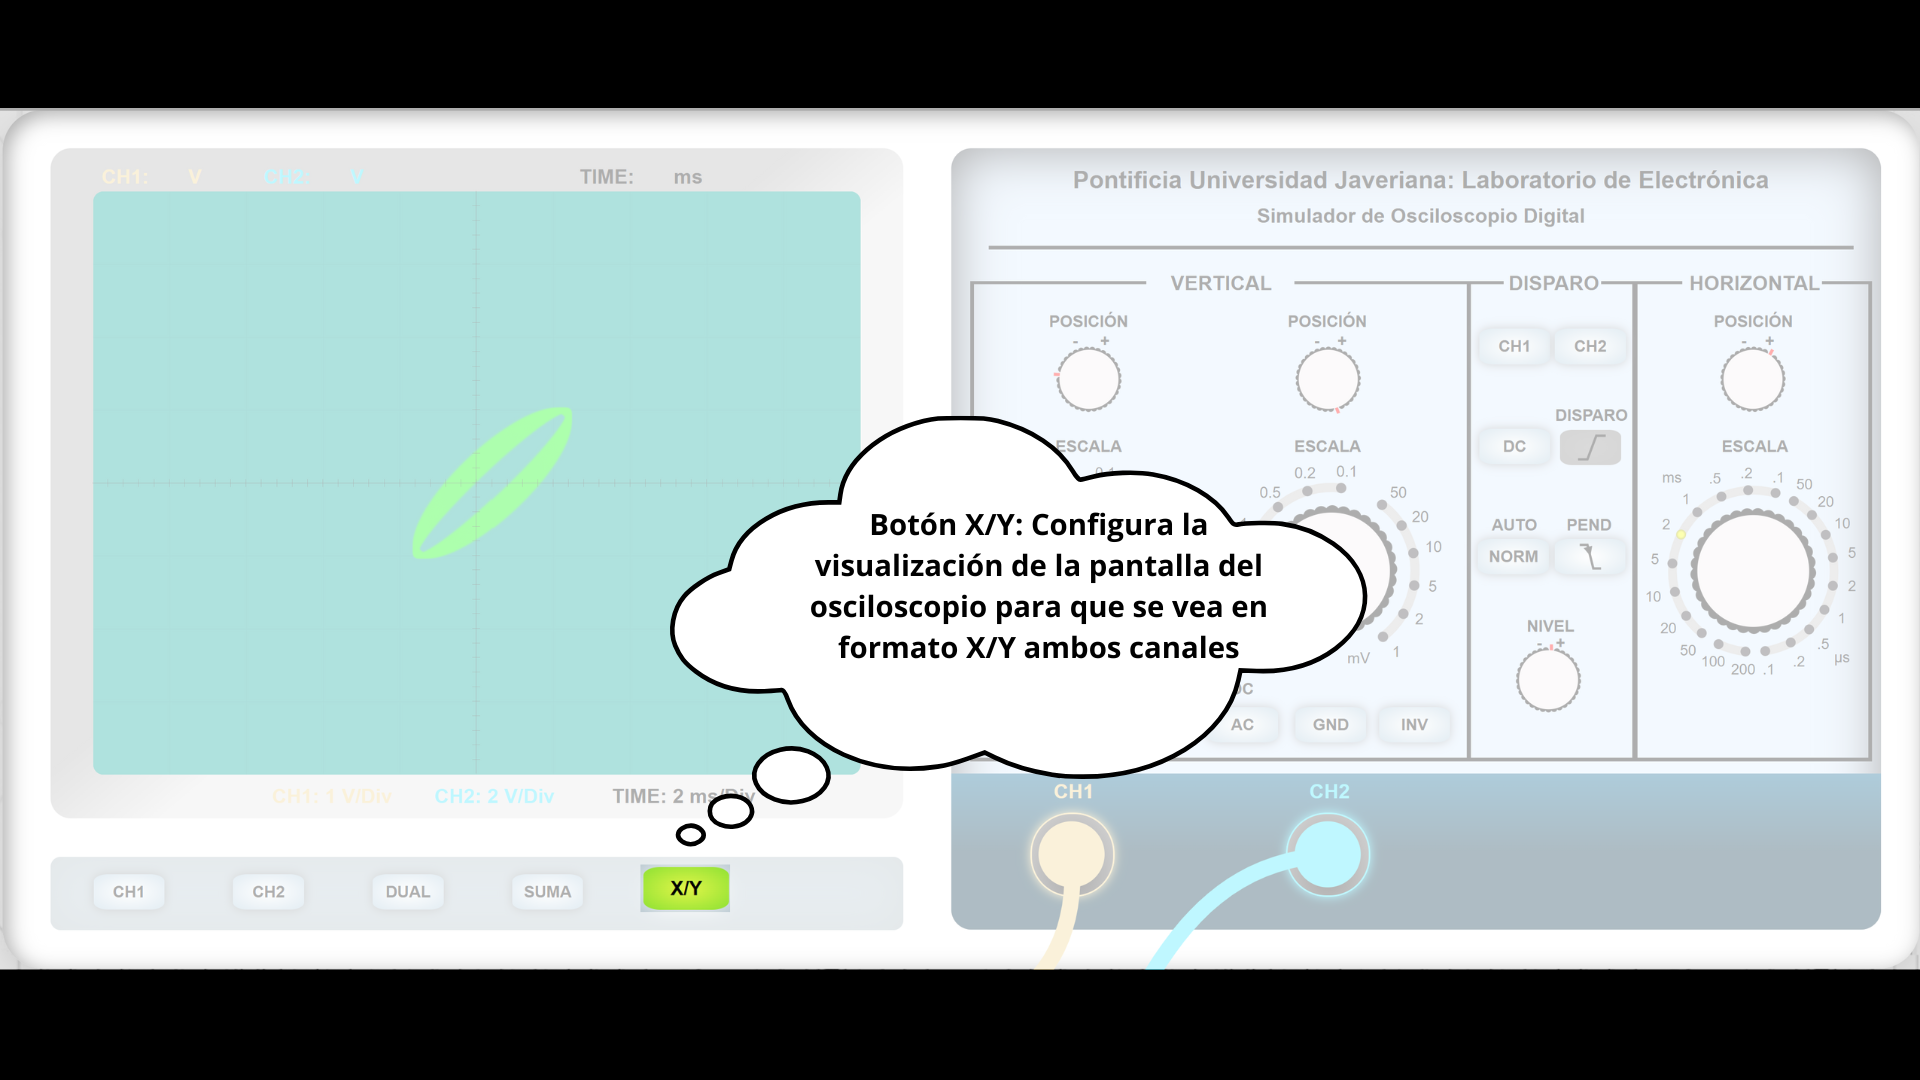 CH1: V CH2: V TIME: ms
Pontificia Universidad Javeriana: Laboratorio de Electrónica
Simulador de Osciloscopio Digital
VERTICAL DISPARO HORIZONTAL
POSICIÓN POSICIÓN POSICIÓN
- + - + - +
CH1 CH2
DISPARO
ESCALA ESCALA DC ESCALA
0.1 0.2 0.1
0.5 50
20
10
5
2
1
mV
ms .5 .2 .1 50
1 20
2 10
5 5
10 2
20 1
50 100 200 .1 .2 .5 µs
AUTO PEND
NORM
NIVEL
- +
Botón X/Y: Configura la
visualización de la pantalla del
osciloscopio para que se vea en
formato X/Y ambos canales
AC GND INV
CH1: 1 V/Div CH2: 2 V/Div TIME: 2 ms/Div
CH1 CH2
CH1 CH2 DUAL SUMA X/Y